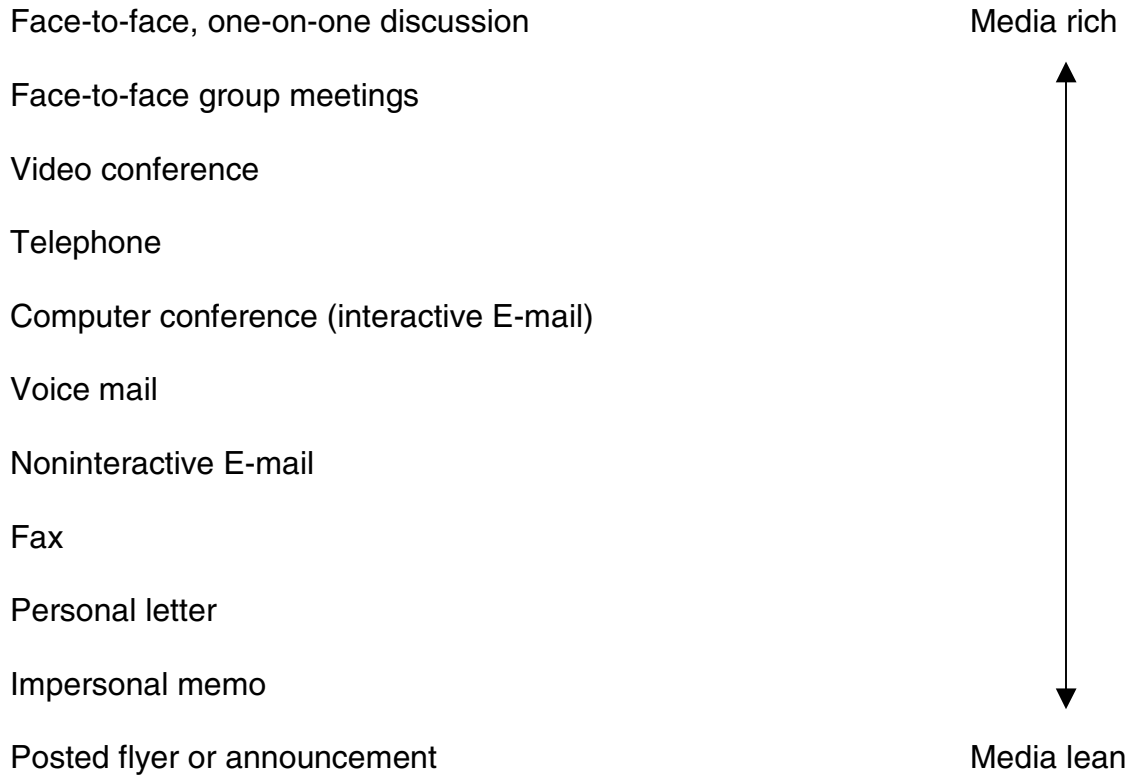 Face-to-face, one-on-one discussion Media rich
Face-to-face group meetings
Video conference
Telephone
Computer conference (interactive E-mail)
Voice mail
Noninteractive E-mail
Fax
Personal letter
Impersonal memo
Posted flyer or announcement Media lean